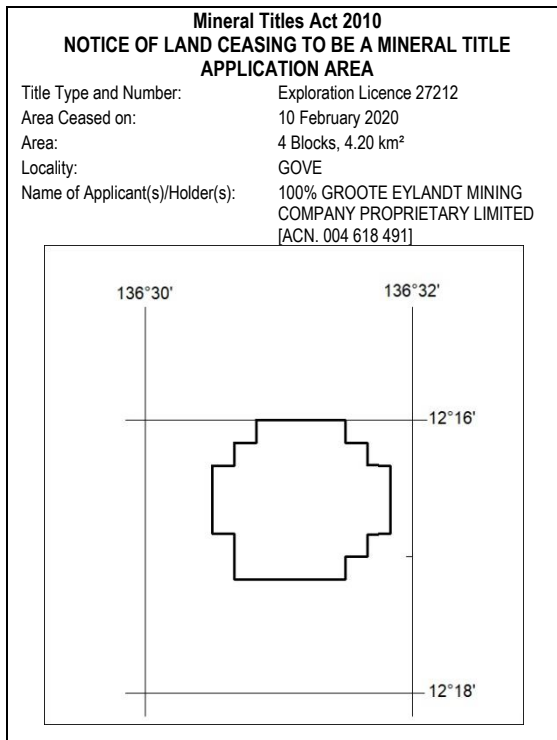 Mineral Titles Act 2010
NOTICE OF LAND CEASING TO BE A MINERAL TITLE
APPLICATION AREA
Title Type and Number: Exploration Licence 27212
Area Ceased on: 10 February 2020
Area: 4 Blocks, 4.20 km²
Locality: GOVE
Name of Applicant(s)/Holder(s): 100% GROOTE EYLANDT MINING
COMPANY PROPRIETARY LIMITED
[ACN. 004 618 491]
136°30' 136°32'
12°16'
12°18'